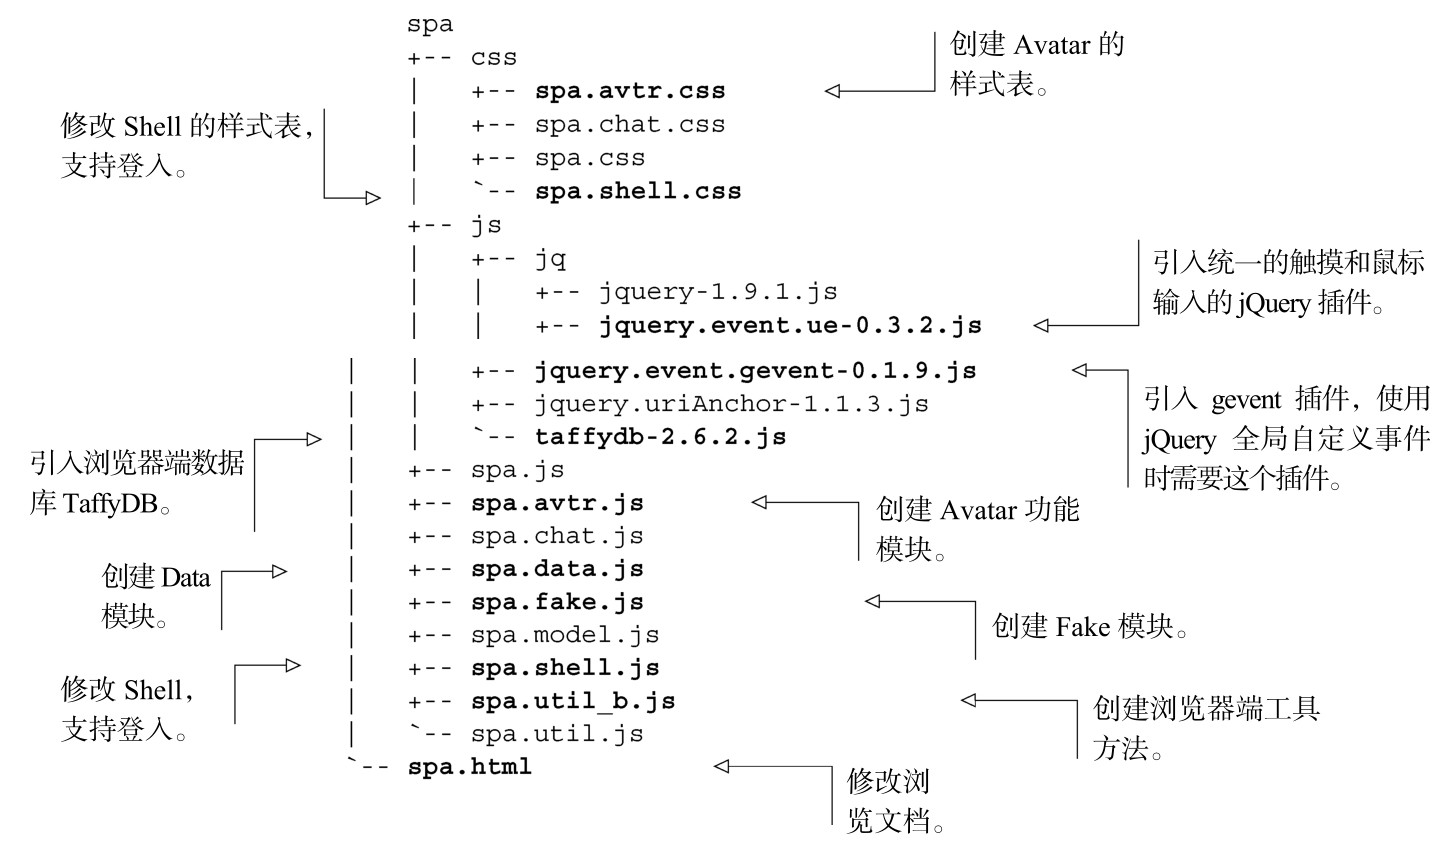 spa
+-- css
| +-- spa.avtr.css
创建 Avatar 的
样式表。
| +-- spa.chat.css
修改 Shell 的样式表，
支持登入。
| +-- spa.css
| `-- spa.shell.css
+-- js
| +-- jq
| | +-- jquery-1.9.1.js
| | +-- jquery.event.ue-0.3.2.js
引入统一的触摸和鼠标
输入的 jQuery 插件。
| | +-- jquery.event.gevent-0.1.9.js
引入 gevent 插件，使用
jQuery 全局自定义事件
时需要这个插件。
| | +-- jquery.uriAnchor-1.1.3.js
| | `-- taffydb-2.6.2.js
引入浏览器端数据
库 TaffyDB。
| +-- spa.js
| +-- spa.avtr.js
创建 Avatar 功能
模块。
| +-- spa.chat.js
| +-- spa.data.js
创建 Data
模块。
| +-- spa.fake.js
创建 Fake 模块。
| +-- spa.model.js
| +-- spa.shell.js
修改 Shell，
支持登入。
| +-- spa.util_b.js
创建浏览器端工具
方法。
| `-- spa.util.js
`-- spa.html
修改浏
览文档。